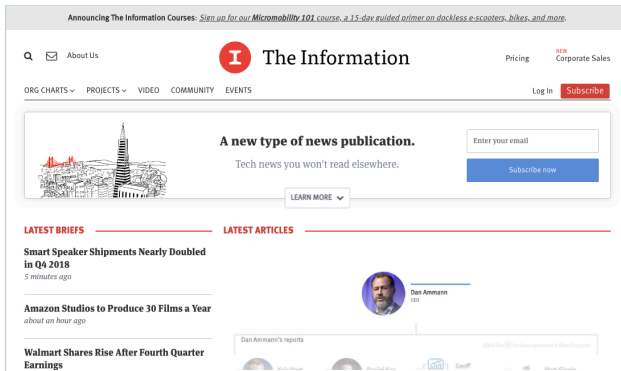 Announcing The Information Courses: Sign up for our Micromobility 101 course, a 15-day guided primer on dockless e-scooters, bikes, and more.
About Us
I The Information
Pricing
NEW
Corporate Sales
ORG CHARTS PROJECTS VIDEO COMMUNITY EVENTS
Log In Subscribe
A new type of news publication.
Tech news you won't read elsewhere.
Enter your email
Subscribe now
LEARN MORE
LATEST BRIEFS
Smart Speaker Shipments Nearly Doubled
in Q4 2018
5 minutes ago
Amazon Studios to Produce 30 Films a Year
about an hour ago
Walmart Shares Rise After Fourth Quarter
Earnings
LATEST ARTICLES
Dan Ammann
CEO
Dan Ammann's reports
Geoff